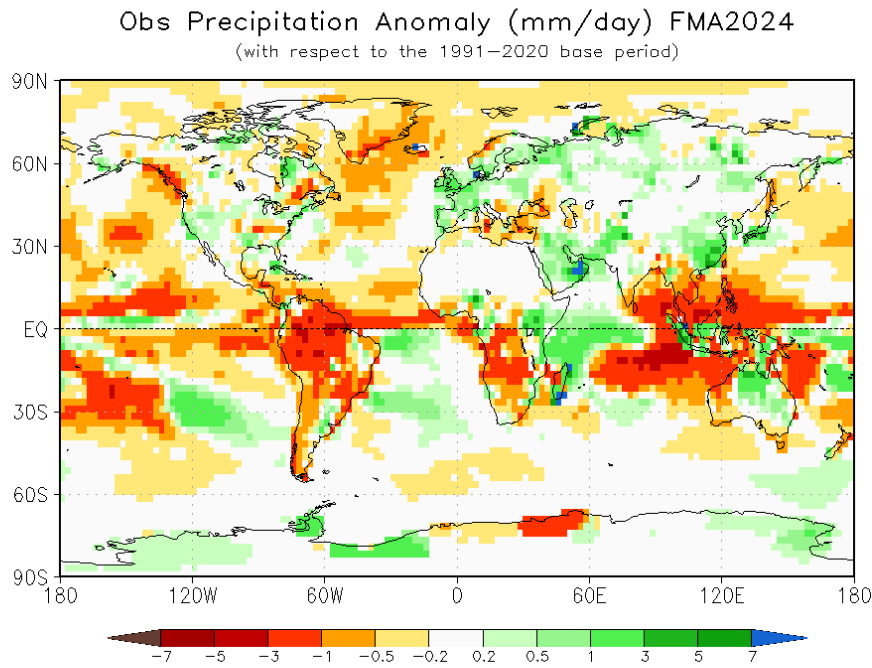 Obs Precipitation Anomaly (mm/day) FMA2024
(with respect to the 1991−2020 base period)
90N
60N
30N
EQ
30S
60S
90S
180 120W 60W 0 60E 120E 180
−7 −5 −3 −1 −0.5 −0.2 0.2 0.5 1 3 5 7